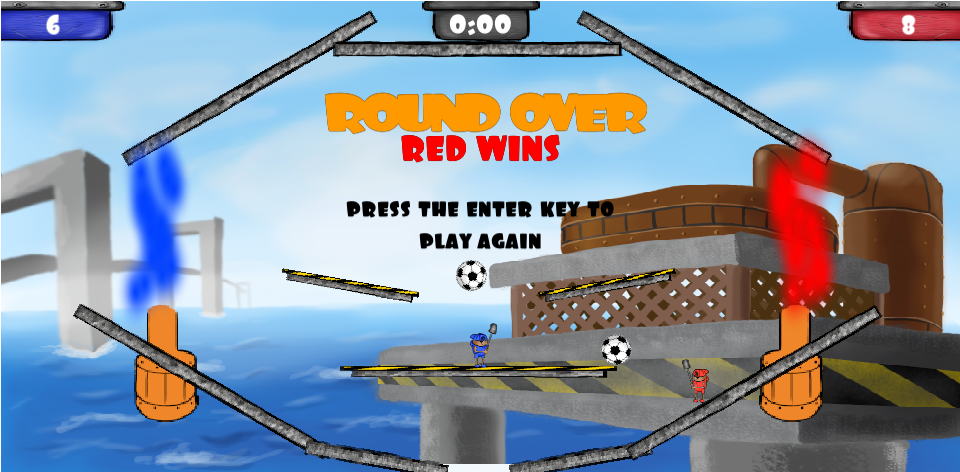 6
0:00
8
ROUND OVER
RED WINS
PRESS THE ENTER KEY TO
PLAY AGAIN